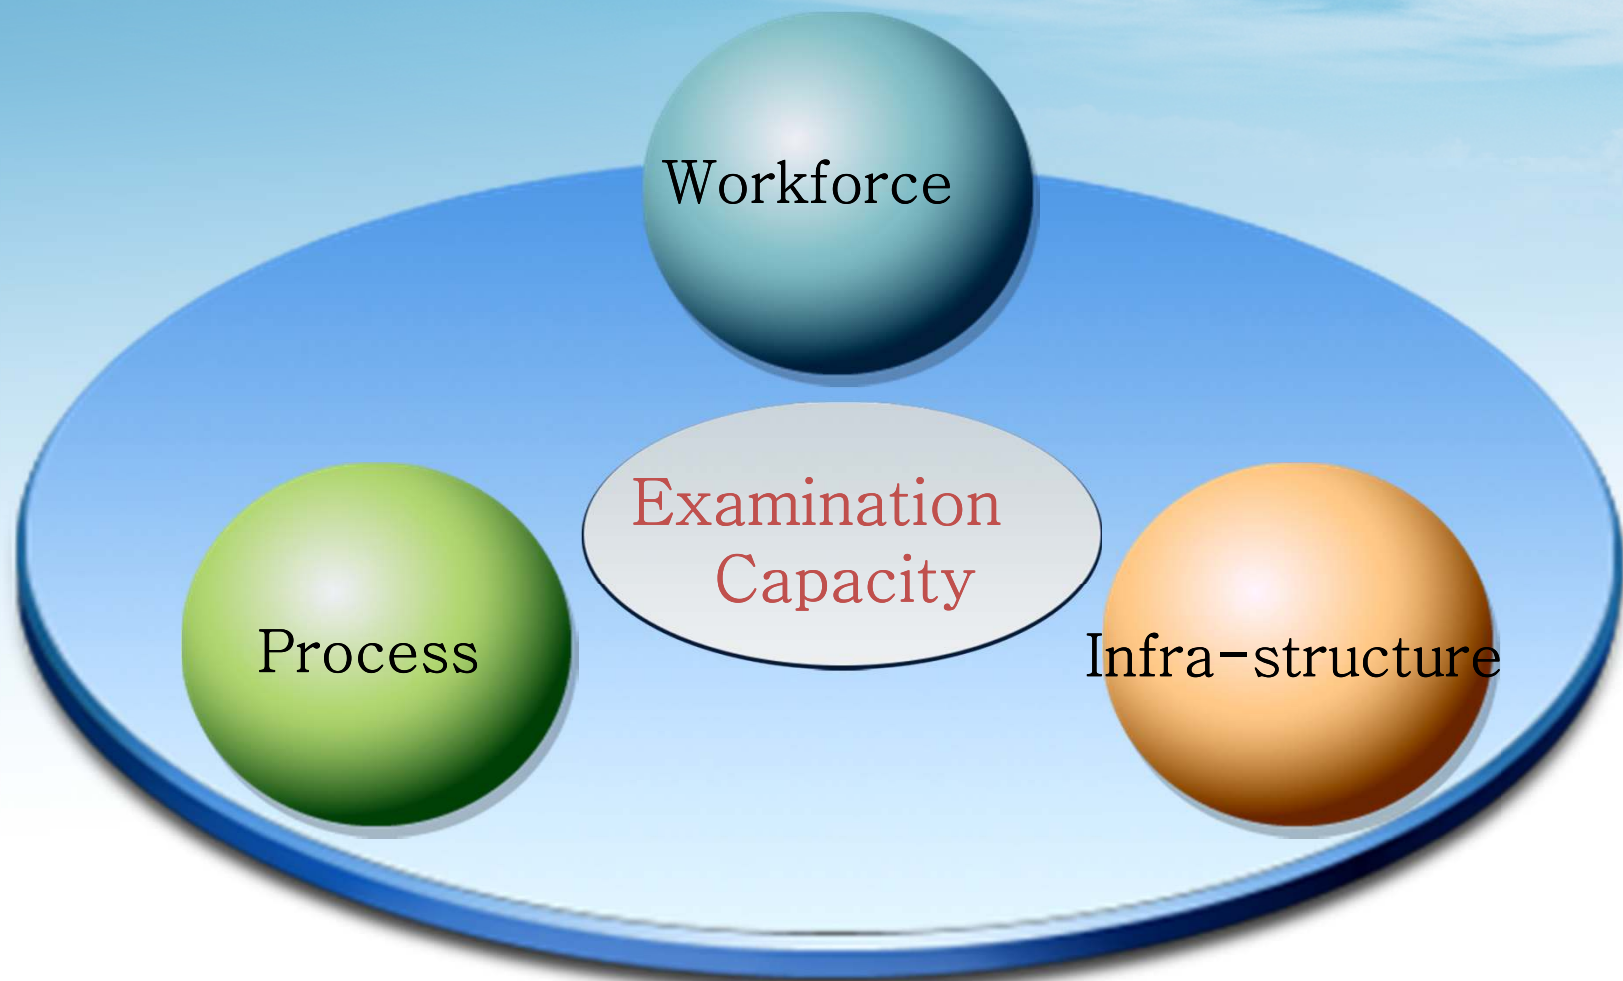 Workforce
Examination
Capacity
Process
Infra-structure